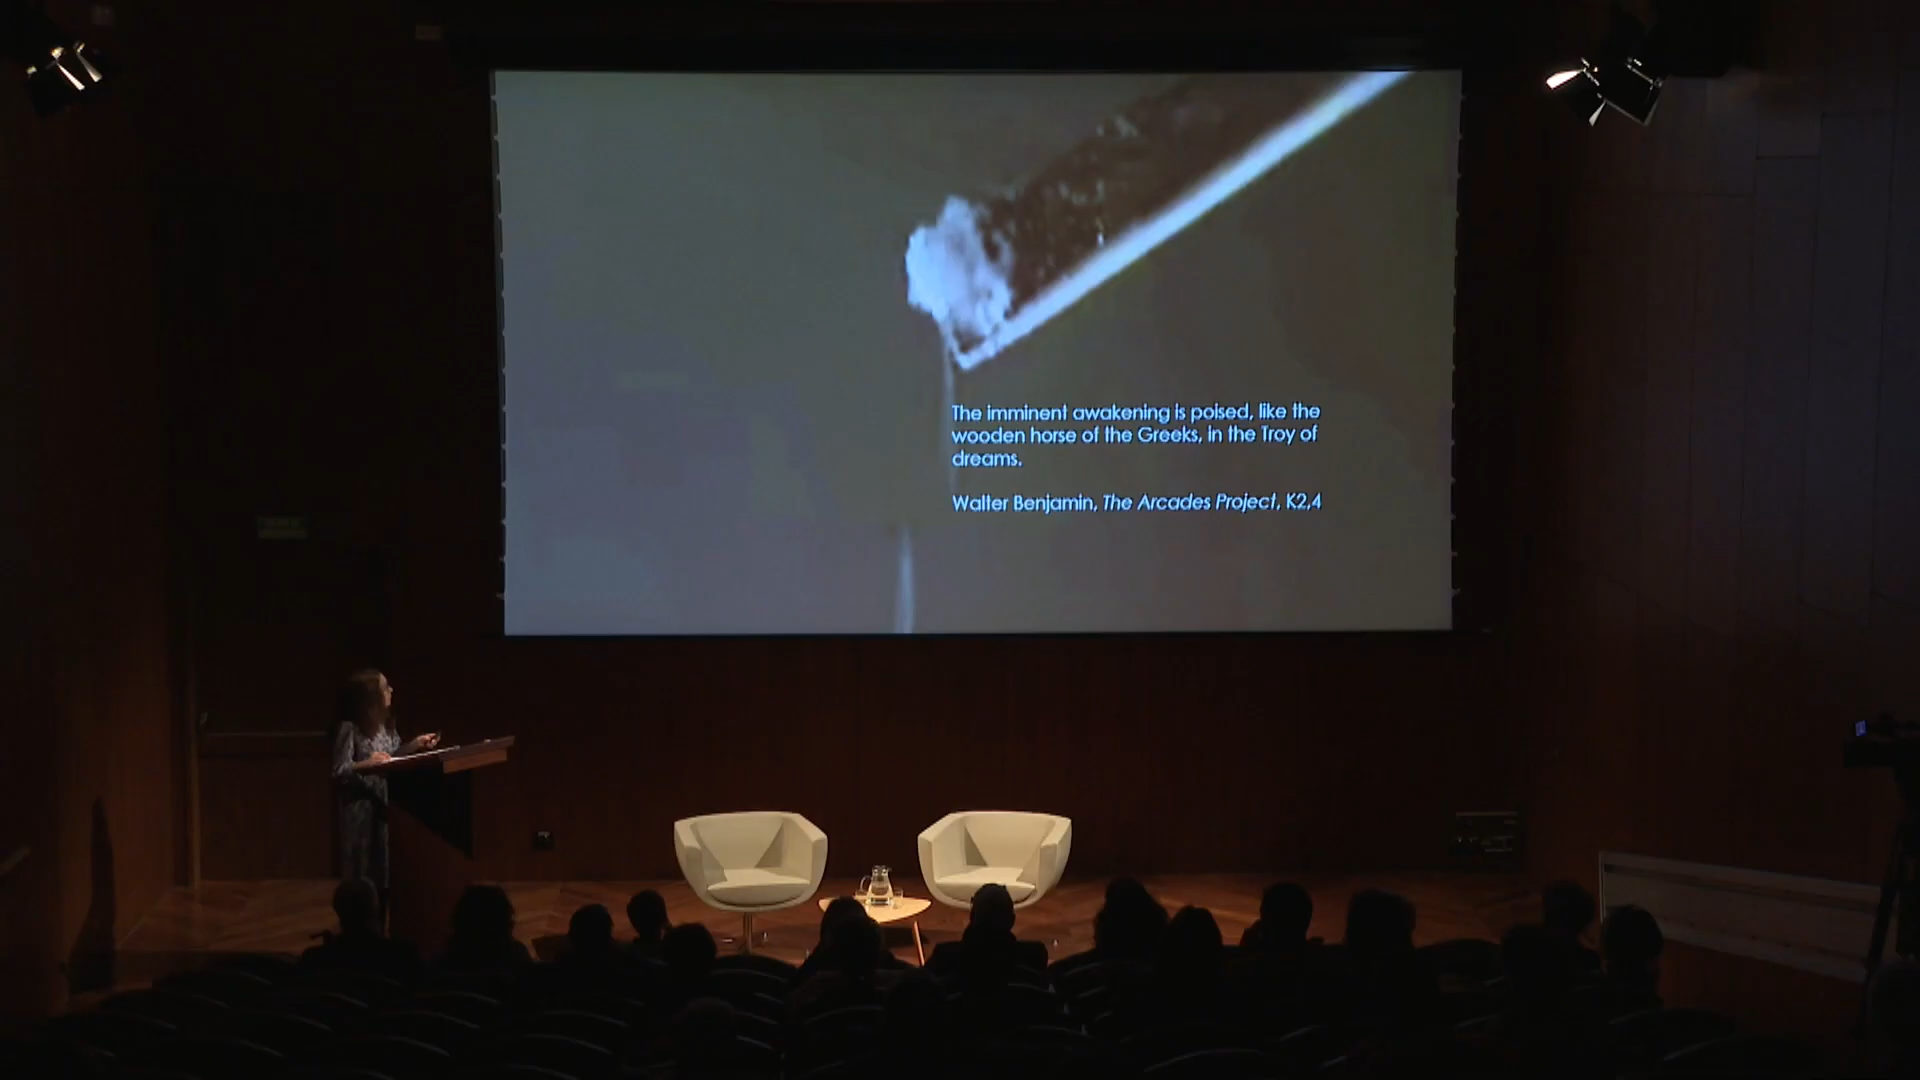 The imminent awakening is poised, like the
wooden horse of the Greeks, in the Troy of
dreams.
Walter Benjamin, The Arcades Project, K2,4